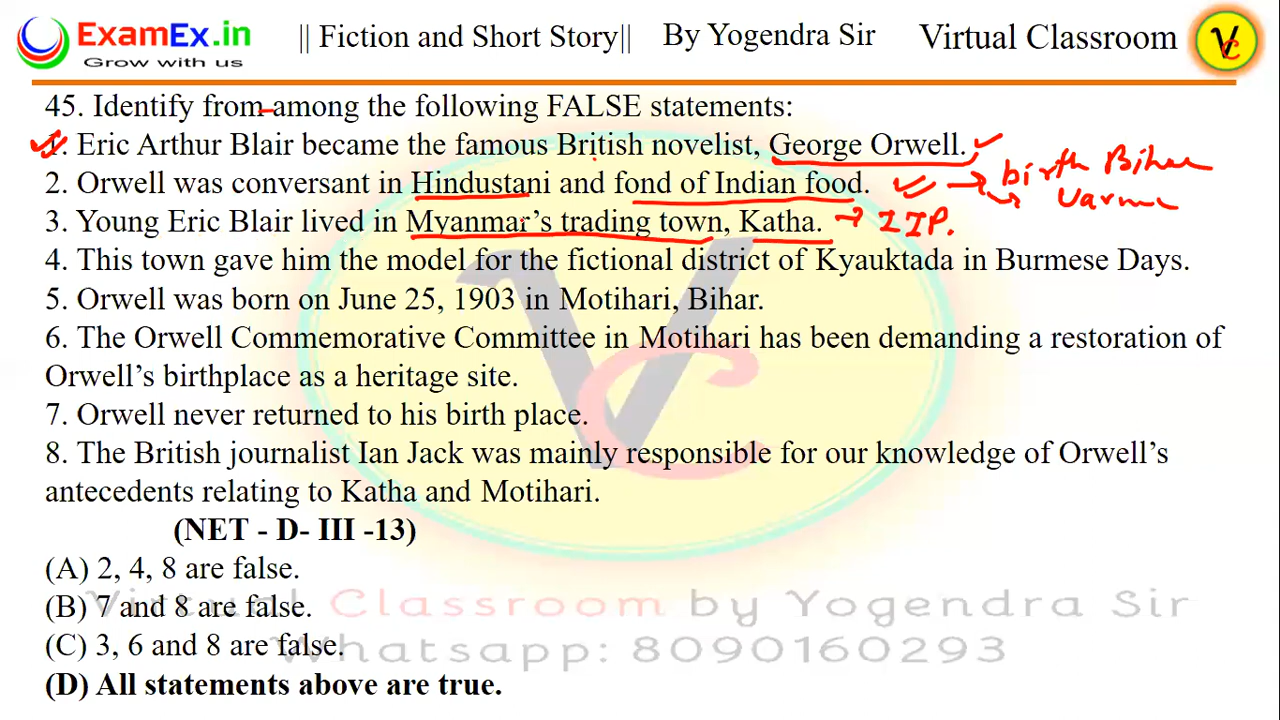 ExamEx.in
Grow with us
|| Fiction and Short Story|| By Yogendra Sir Virtual Classroom
VC
45. Identify from among the following FALSE statements:
1. Eric Arthur Blair became the famous British novelist, George Orwell.
2. Orwell was conversant in Hindustani and fond of Indian food.
birth Bihar
3. Young Eric Blair lived in Myanmar’s trading town, Katha.
IIP.
4. This town gave him the model for the fictional district of Kyauktada in Burmese Days.
5. Orwell was born on June 25, 1903 in Motihari, Bihar.
6. The Orwell Commemorative Committee in Motihari has been demanding a restoration of
Orwell’s birthplace as a heritage site.
7. Orwell never returned to his birth place.
8. The British journalist Ian Jack was mainly responsible for our knowledge of Orwell’s
antecedents relating to Katha and Motihari.
(NET - D- III -13)
(A) 2, 4, 8 are false.
(B) 7 and 8 are false.
(C) 3, 6 and 8 are false.
(D) All statements above are true.
VC
Virtual Classroom by Yogendra Sir
Whatsapp: 8090160293